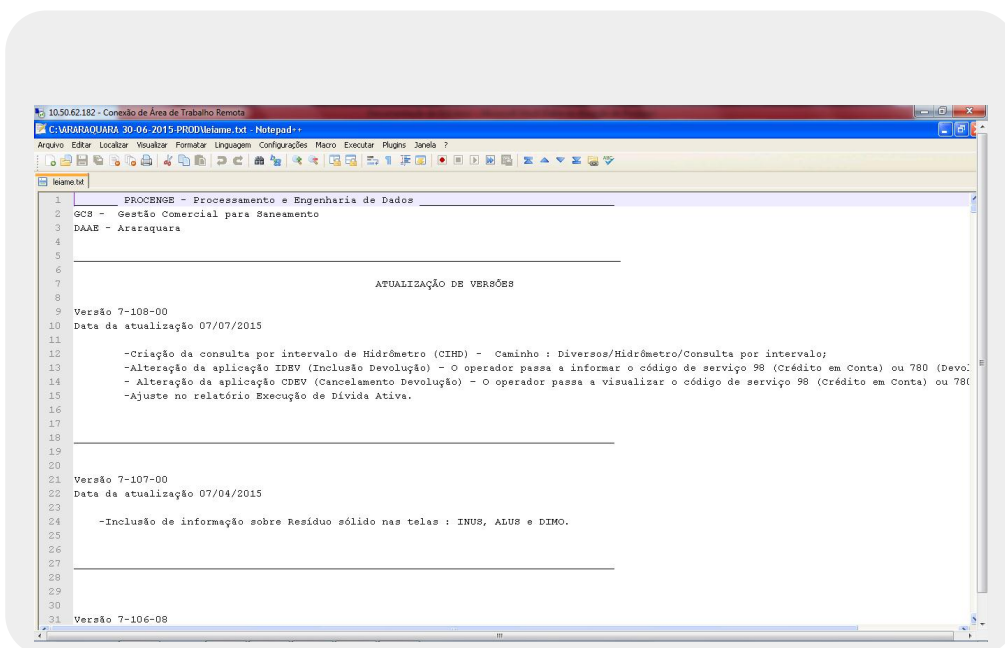 10.50.62.182 - Conexão de Área de Trabalho Remota
C:\ARARAQUARA 30-06-2015-PROD\leiame.txt - Notepad++
Arquivo Editar Localizar Visualizar Formatar Linguagem Configurações Macro Executar Plugins Janela ?
leiame.txt
1 ______ PROCENGE - Processamento e Engenharia de Dados ___________________________
2 GCS - Gestão Comercial para Saneamento
3 DAAE - Araraquara
4
5 ______________________________________________________________________________
6
7 ATUALIZAÇÃO DE VERSÕES
8
9 Versão 7-108-00
10 Data da atualização 07/07/2015
11
12 -Criação da consulta por intervalo de Hidrômetro (CIHD) - Caminho : Diversos/Hidrômetro/Consulta por intervalo;
13 -Alteração da aplicação IDEV (Inclusão Devolução) - O operador passa a informar o código de serviço 98 (Crédito em Conta) ou 780 (Devol
14 - Alteração da aplicação CDEV (Cancelamento Devolução) - O operador passa a visualizar o código de serviço 98 (Crédito em Conta) ou 780
15 -Ajuste no relatório Execução de Dívida Ativa.
16
17
18 _____________________________________________________________________________
19
20
21 Versão 7-107-00
22 Data da atualização 07/04/2015
23
24 -Inclusão de informação sobre Resíduo sólido nas telas : INUS, ALUS e DIMO.
25
26
27 _____________________________________________________________________________
28
29
30
31 Versão 7-106-08